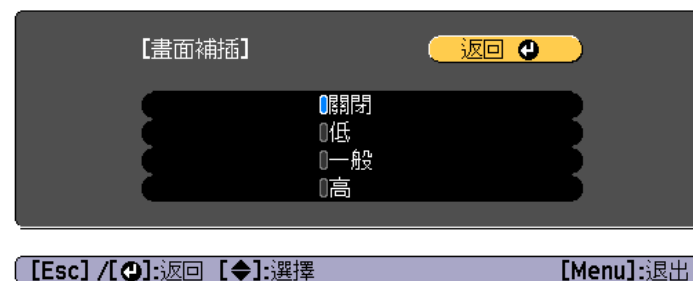 【畫面補插】
返回
關閉
低
一般
高
[Esc] /[]:返回 [◆]:選擇 [Menu]:退出